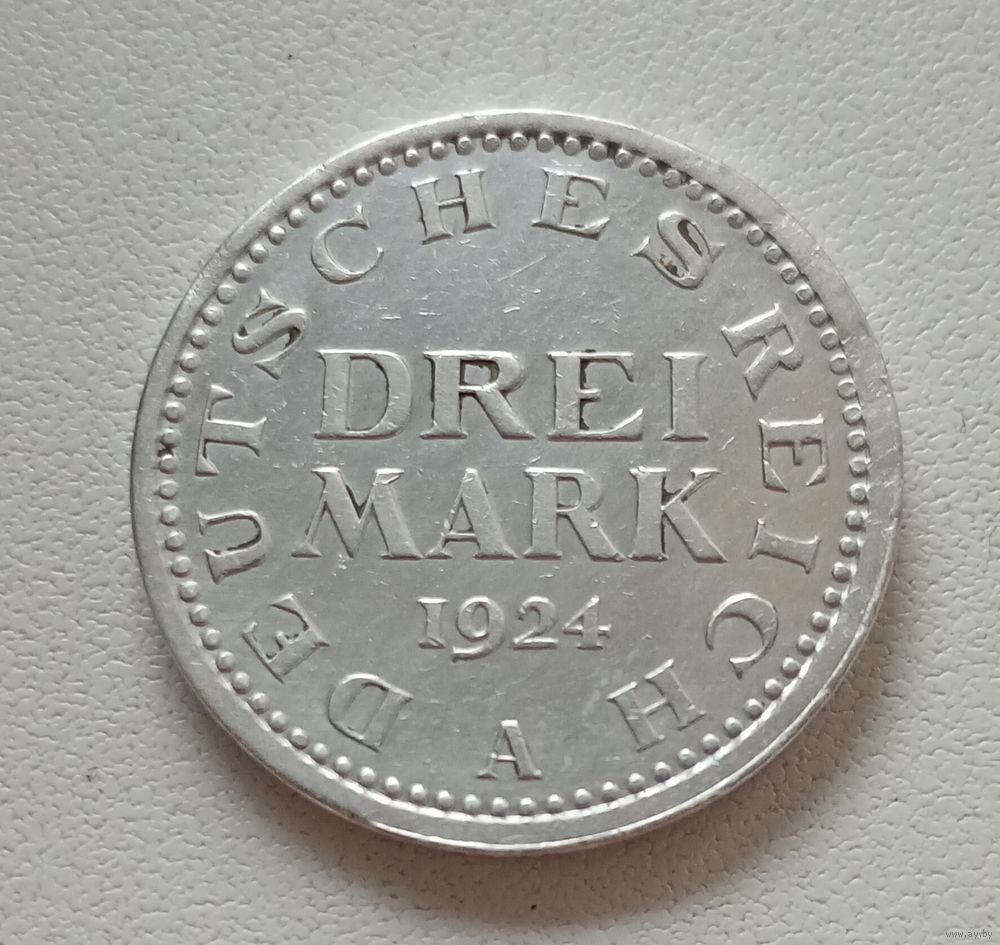 DEUTSCHES REICH
DREI
MARK
1924
A
www.ay.by